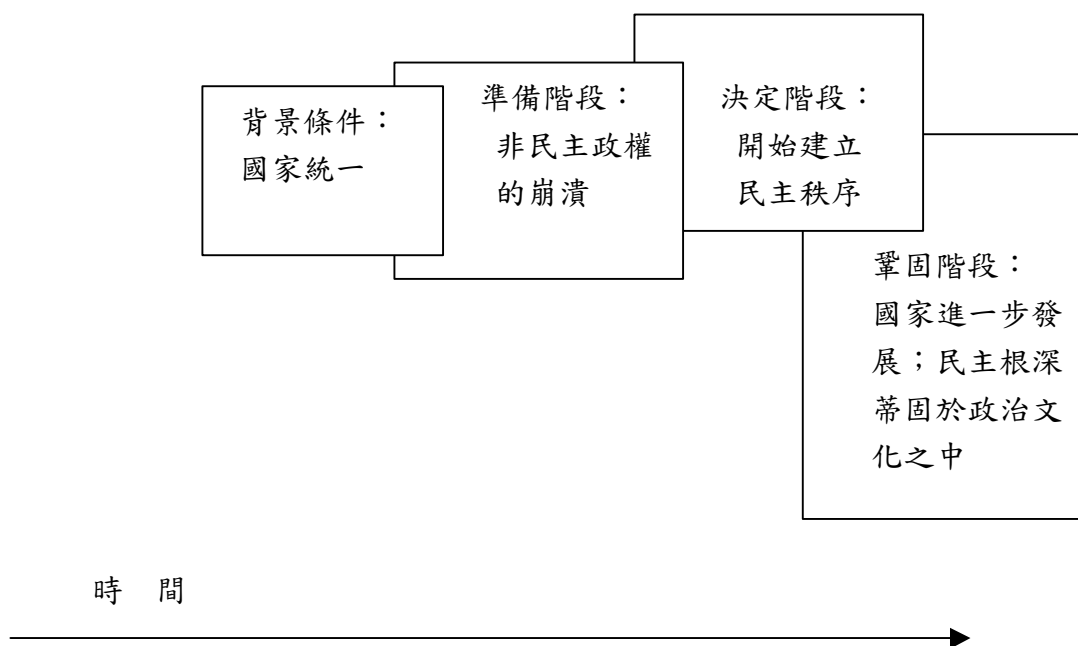 背景條件：
國家統一
準備階段：
非民主政權
的崩潰
決定階段：
開始建立
民主秩序
鞏固階段：
國家進一步發
展；民主根深
蒂固於政治文
化之中
時 間